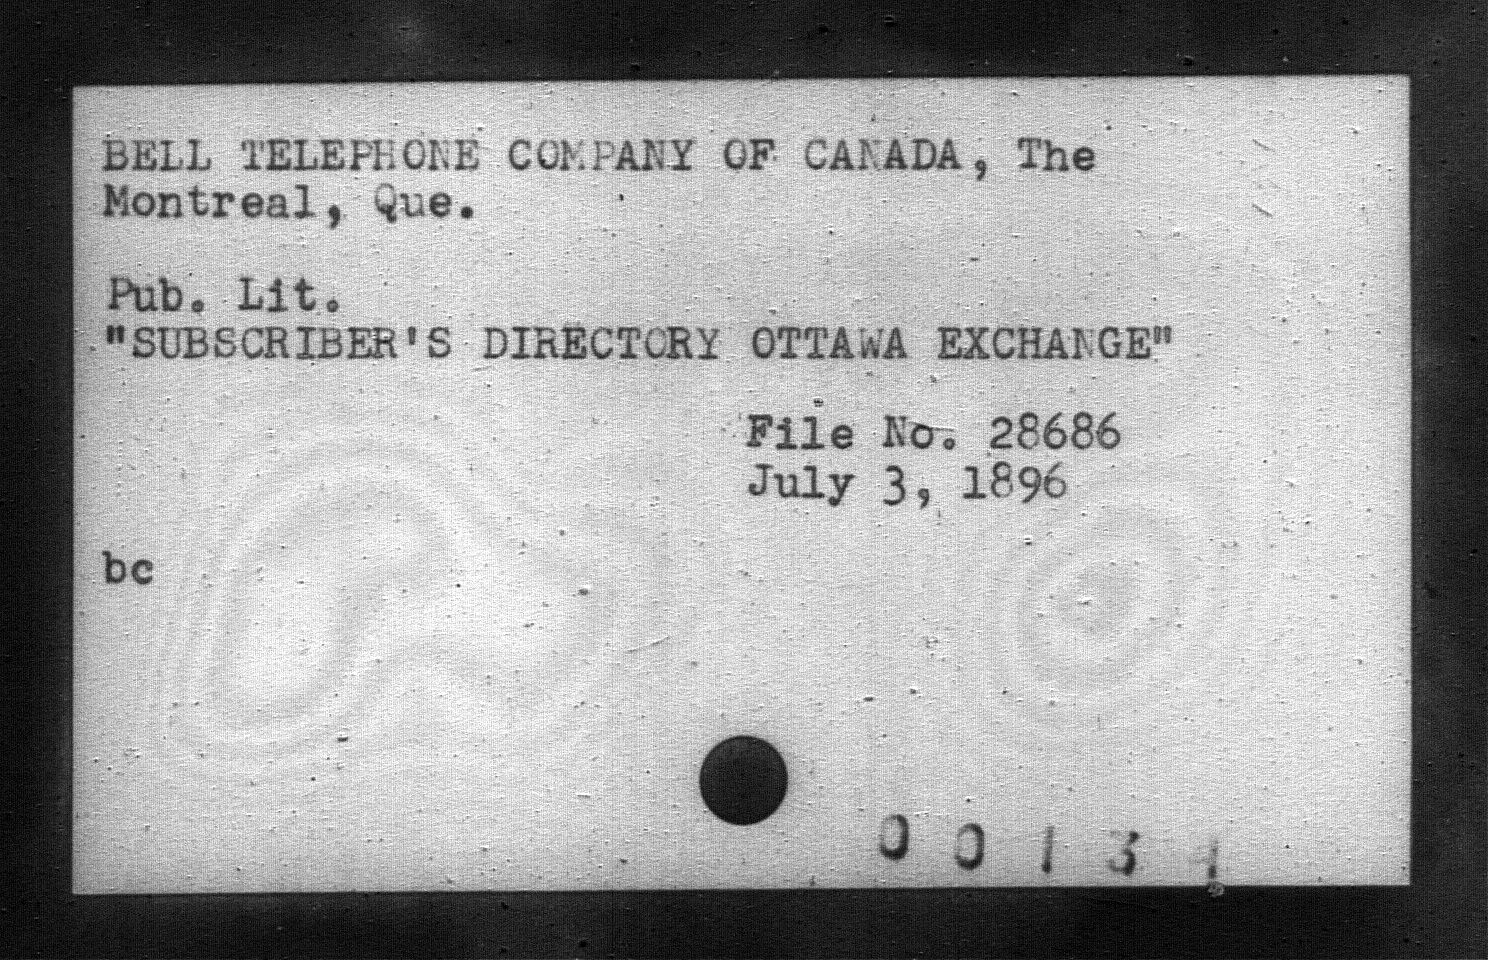 BELL TELEPHONE COMPANY OF CANADA, The
Montreal, Que.
Pub. Lit.
"SUBSCRIBER'S DIRECTORY OTTAWA EXCHANGE"
File No. 28686
July 3, 1896
bc
0 0 1 3 1